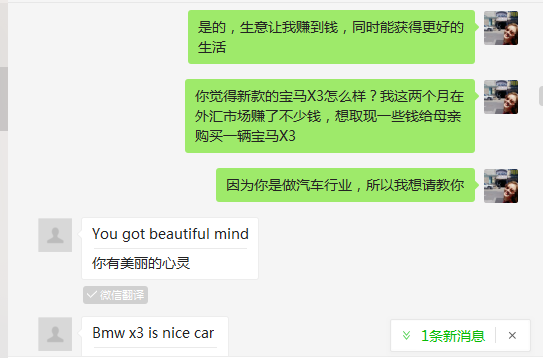 是的，生意让我赚到钱，同时能获得更好的
生活
你觉得新款的宝马X3怎么样？我这两个月在
外汇市场赚了不少钱，想取现一些钱给母亲
购买一辆宝马X3
因为你是做汽车行业，所以我想请教你
You got beautiful mind
你有美丽的心灵
微信翻译
Bmw x3 is nice car
1条新消息